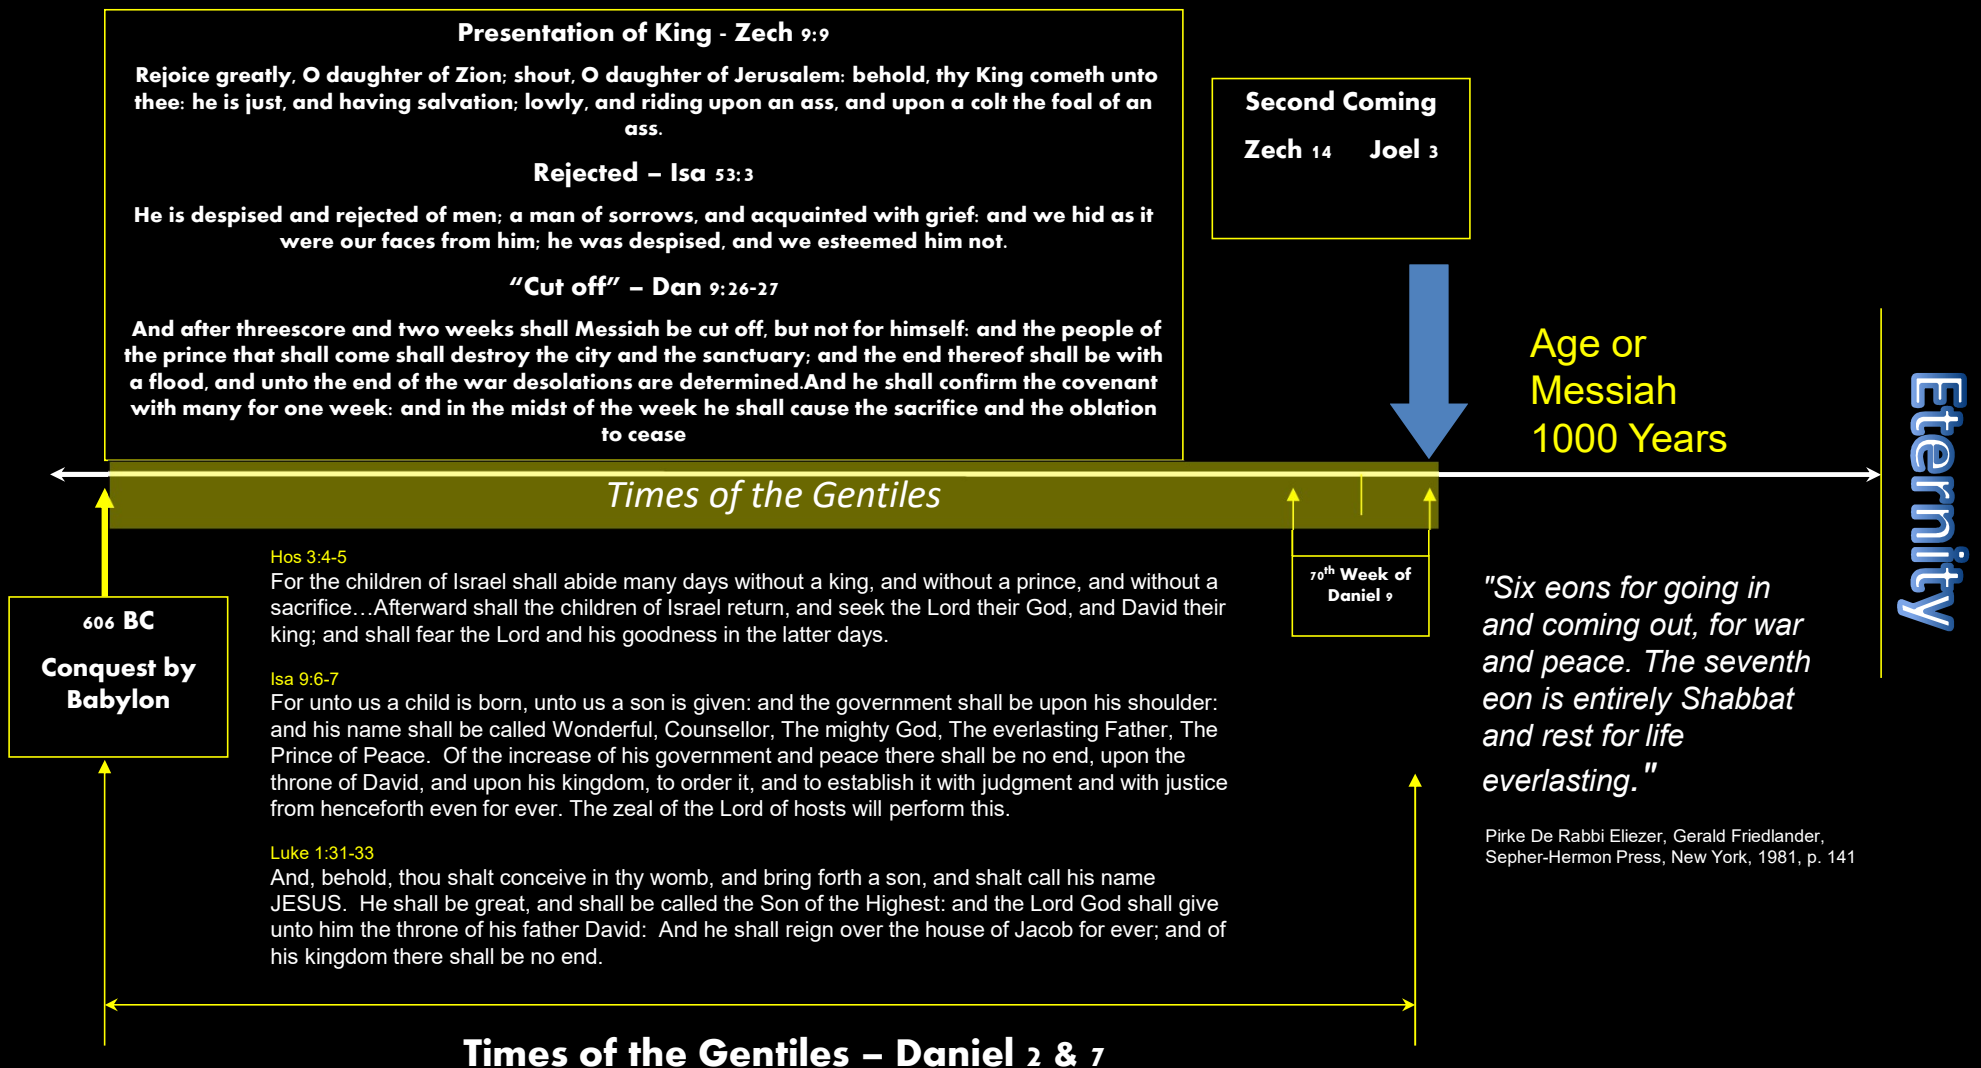 Presentation of King - Zech 9:9
Rejoice greatly, O daughter of Zion; shout, O daughter of Jerusalem: behold, thy King cometh unto
thee: he is just, and having salvation; lowly, and riding upon an ass, and upon a colt the foal of an
ass.
Rejected – Isa 53:3
He is despised and rejected of men; a man of sorrows, and acquainted with grief: and we hid as it
were our faces from him; he was despised, and we esteemed him not.
“Cut off” – Dan 9:26-27
And after threescore and two weeks shall Messiah be cut off, but not for himself: and the people of
the prince that shall come shall destroy the city and the sanctuary; and the end thereof shall be with
a flood, and unto the end of the war desolations are determined.And he shall confirm the covenant
with many for one week: and in the midst of the week he shall cause the sacrifice and the oblation
to cease
Second Coming
Zech 14 Joel 3
Age or
Messiah
1000 Years
Eternity
Times of the Gentiles
606 BC
Conquest by
Babylon
Hos 3:4-5
For the children of Israel shall abide many days without a king, and without a prince, and without a
sacrifice…Afterward shall the children of Israel return, and seek the Lord their God, and David their
king; and shall fear the Lord and his goodness in the latter days.
Isa 9:6-7
For unto us a child is born, unto us a son is given: and the government shall be upon his shoulder:
and his name shall be called Wonderful, Counsellor, The mighty God, The everlasting Father, The
Prince of Peace. Of the increase of his government and peace there shall be no end, upon the
throne of David, and upon his kingdom, to order it, and to establish it with judgment and with justice
from henceforth even for ever. The zeal of the Lord of hosts will perform this.
Luke 1:31-33
And, behold, thou shalt conceive in thy womb, and bring forth a son, and shalt call his name
JESUS. He shall be great, and shall be called the Son of the Highest: and the Lord God shall give
unto him the throne of his father David: And he shall reign over the house of Jacob for ever; and of
his kingdom there shall be no end.
70th Week of
Daniel 9
"Six eons for going in
and coming out, for war
and peace. The seventh
eon is entirely Shabbat
and rest for life
everlasting."
Pirke De Rabbi Eliezer, Gerald Friedlander,
Sepher-Hermon Press, New York, 1981, p. 141
Times of the Gentiles – Daniel 2 & 7